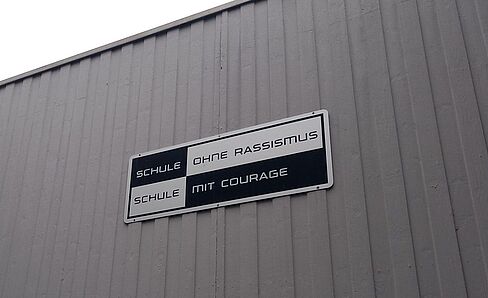 SCHULE OHNE RASSISMUS
SCHULE MIT COURAGE